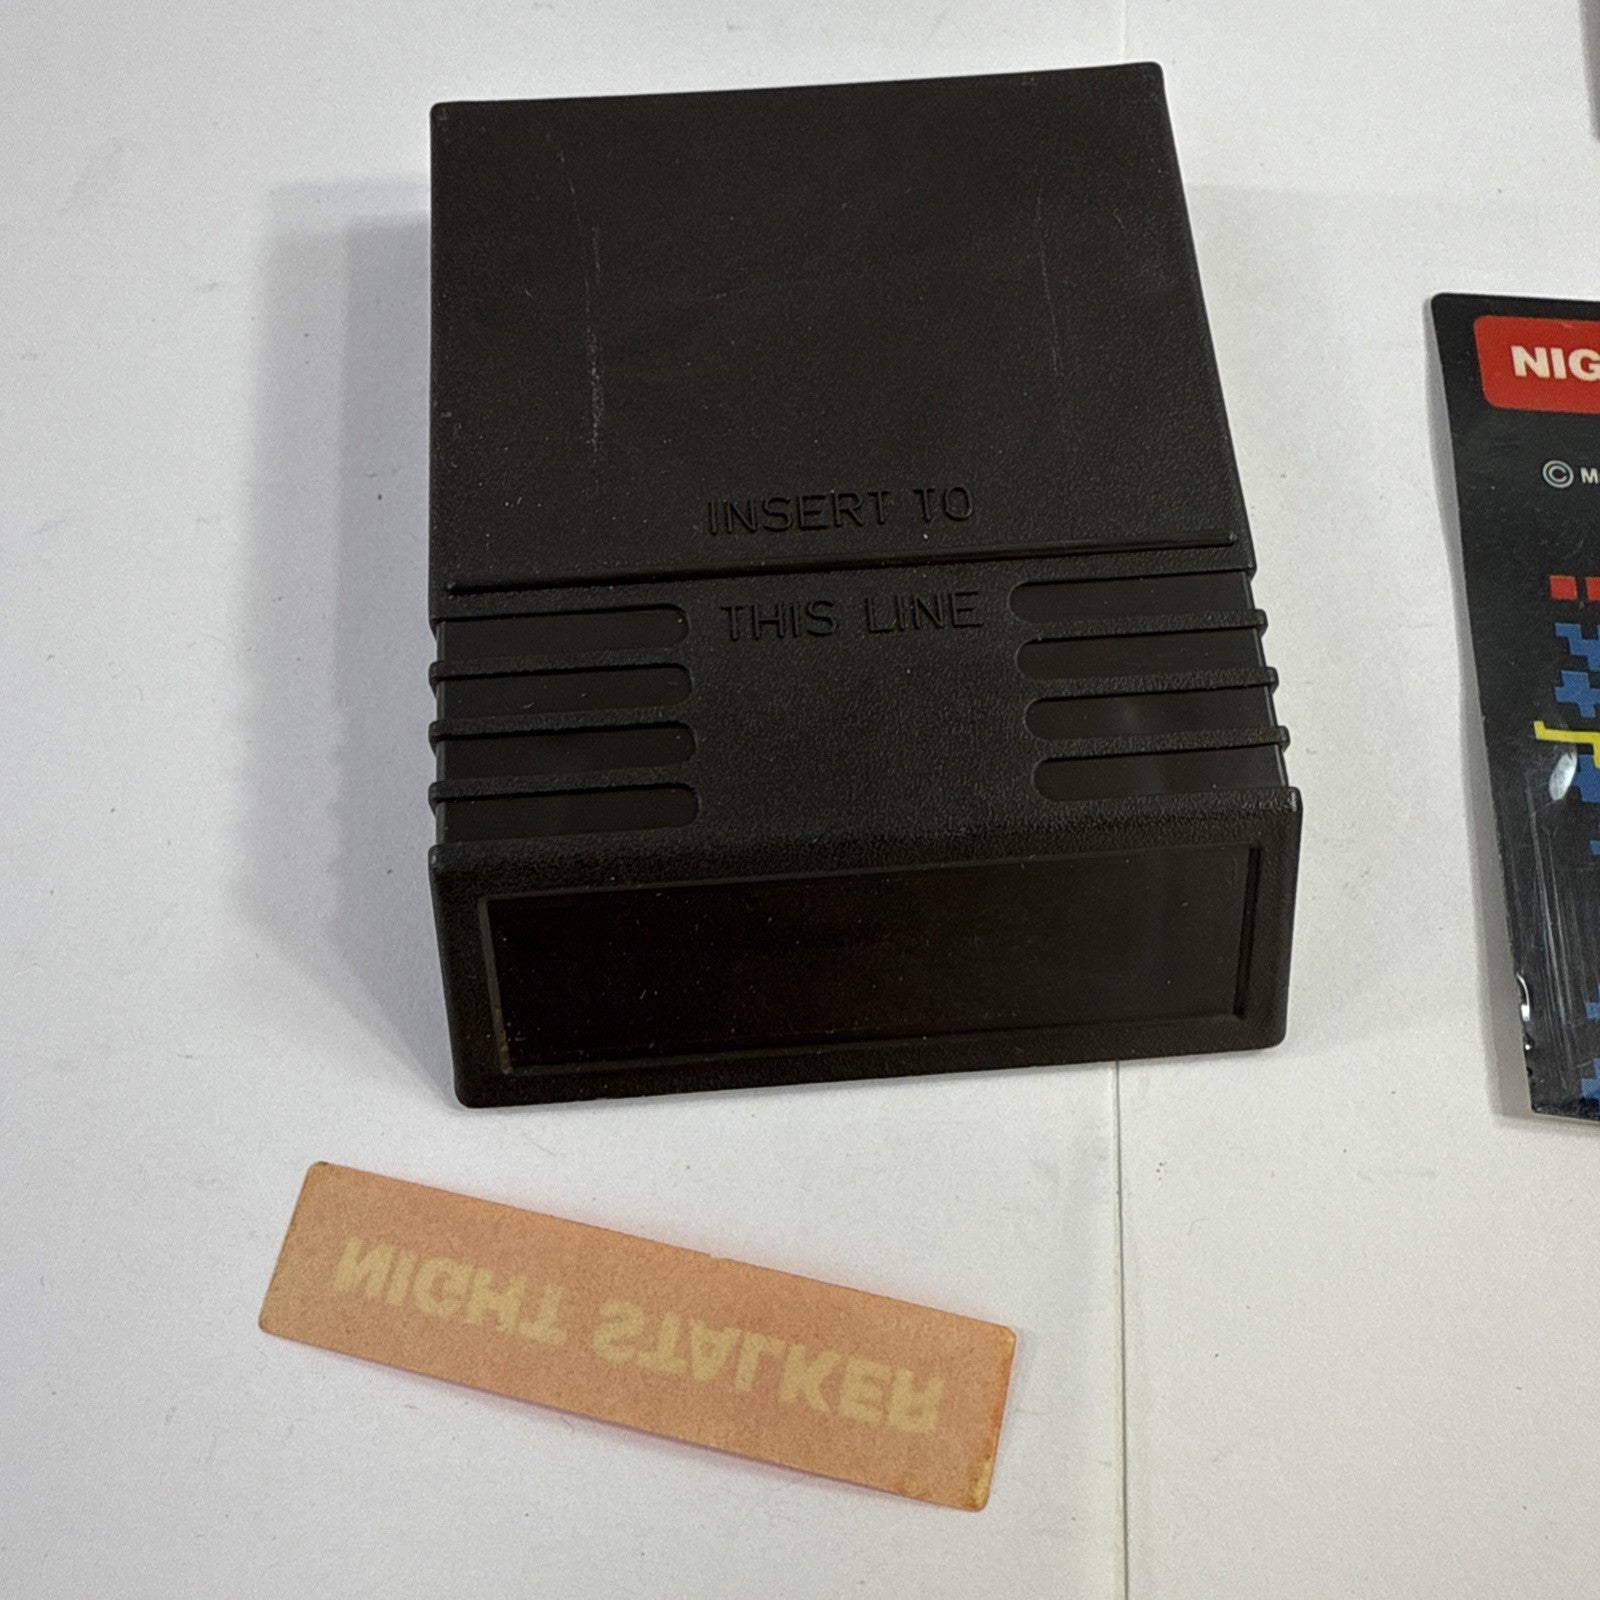 INSERT TO
THIS LINE
NIGHT STALKER
NIG
© M